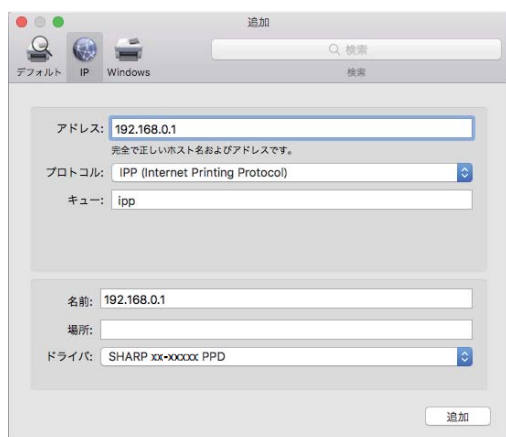 追加
デフォルト IP Windows
検索
検索
アドレス: 192.168.0.1
完全で正しいホスト名およびアドレスです。
プロトコル: IPP (Internet Printing Protocol)
キュー: ipp
名前: 192.168.0.1
場所:
ドライバ: SHARP xx-xxxxx PPD
追加